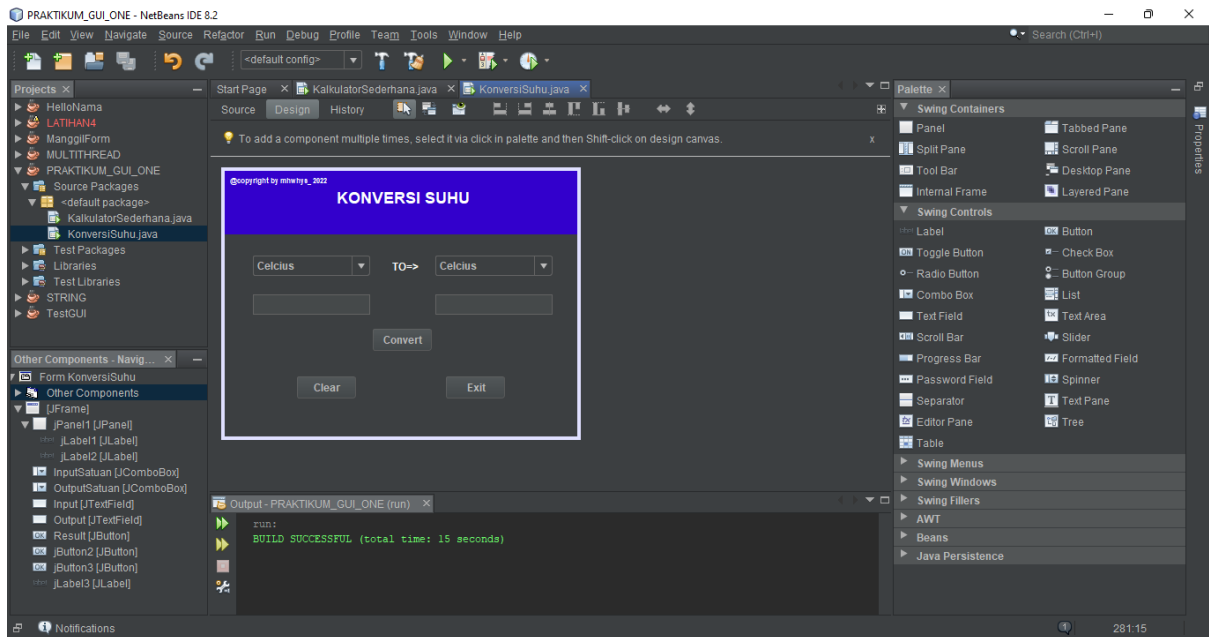 PRAKTIKUM_GUI_ONE - NetBeans IDE 8.2
File Edit View Navigate Source Refactor Run Debug Profile Team Tools Window Help
Search (Ctrl+I)
<default config>
Projects
HelloNama
LATIHAN4
ManggilForm
MULTITHREAD
PRAKTIKUM_GUI_ONE
Source Packages
<default package>
KalkulatorSederhana.java
KonversiSuhu.java
Test Packages
Libraries
Test Libraries
STRING
TestGUI
Other Components - Navig...
Form KonversiSuhu
Other Components
[JFrame]
jPanel1 [JPanel]
jLabel1 [JLabel]
jLabel2 [JLabel]
InputSatuan [JComboBox]
OutputSatuan [JComboBox]
Input [JTextField]
Output [JTextField]
Result [JButton]
jButton2 [JButton]
jButton3 [JButton]
jLabel3 [JLabel]
Start Page KalkulatorSederhana.java KonversiSuhu.java
Source Design History
To add a component multiple times, select it via click in palette and then Shift-click on design canvas.
x
@copyright by mhwhya_ 2022
KONVERSI SUHU
Celcius TO=> Celcius
Convert
Clear Exit
Output - PRAKTIKUM_GUI_ONE (run)
run:
BUILD SUCCESSFUL (total time: 15 seconds)
Palette
Swing Containers
Panel Tabbed Pane
Split Pane Scroll Pane
Tool Bar Desktop Pane
Internal Frame Layered Pane
Swing Controls
Label Button
Toggle Button Check Box
Radio Button Button Group
Combo Box List
Text Field Text Area
Scroll Bar Slider
Progress Bar Formatted Field
Password Field Spinner
Separator Text Pane
Editor Pane Tree
Table
Swing Menus
Swing Windows
Swing Fillers
AWT
Beans
Java Persistence
Properties
Notifications
1
281:15